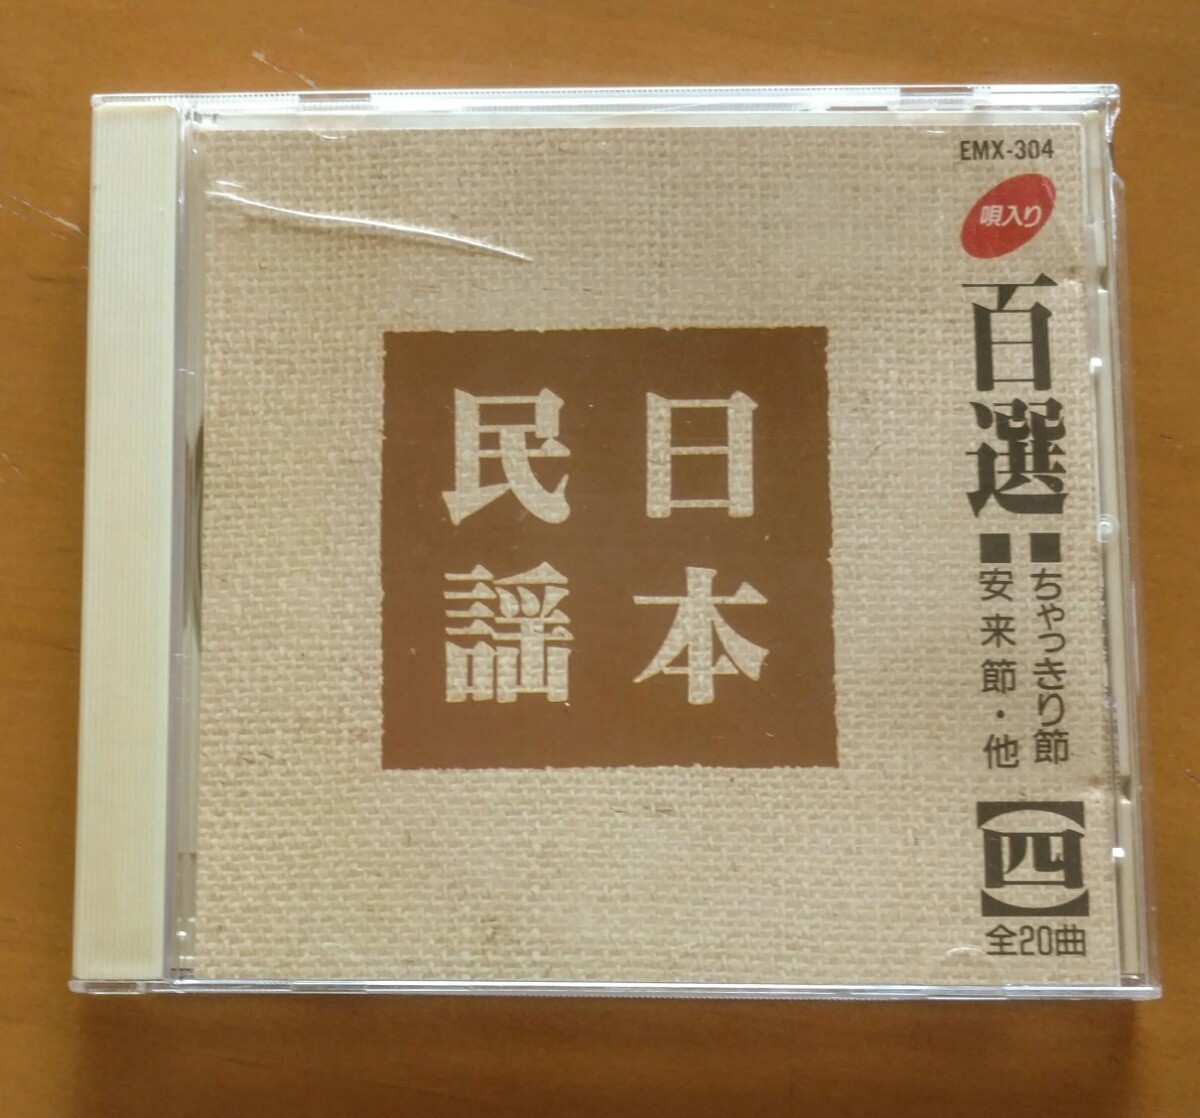 EMX-304
唄入り
日本
民謡
百選
■ちゃっきり節
■安来節・他
【四】
全20曲